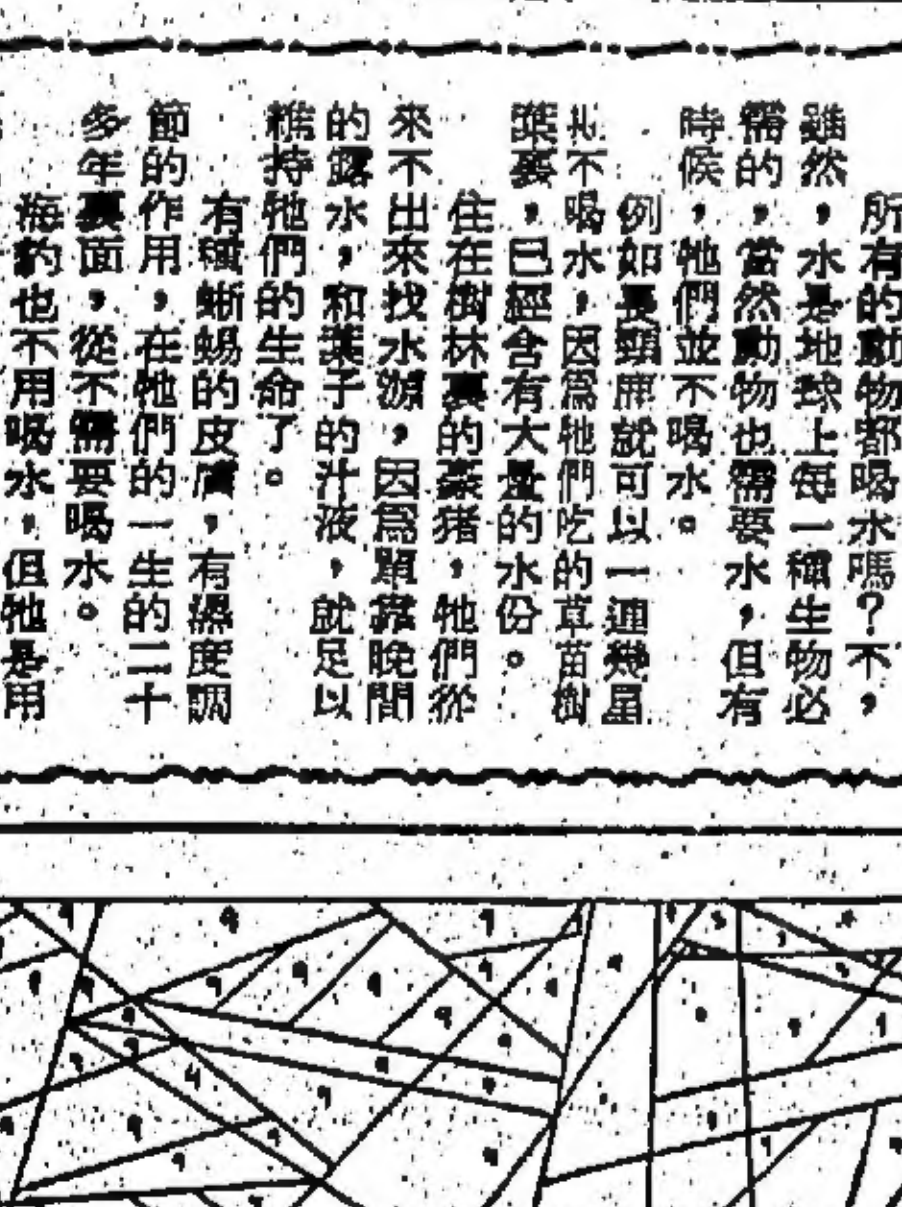 所有的動物都喝水嗎？不，
雖然，水是地球上每一種生物必
需的，當然動物也需要水，但有
時候，牠們並不喝水。
例如長頸鹿就可以一連幾星
期不喝水，因爲牠們吃的草苗樹
葉裏，已經含有大量的水份。
住在樹林裏的豪猪，牠們從
來不出來找水源，因爲單靠晚間
的露水，和葉子的汁液，就足以
維持牠們的生命了。
有種蜥蜴的皮膚，有濕度調
節的作用，在牠們的一生的二十
多年裏面，從不需要喝水。
海豹也不用喝水，但牠是用